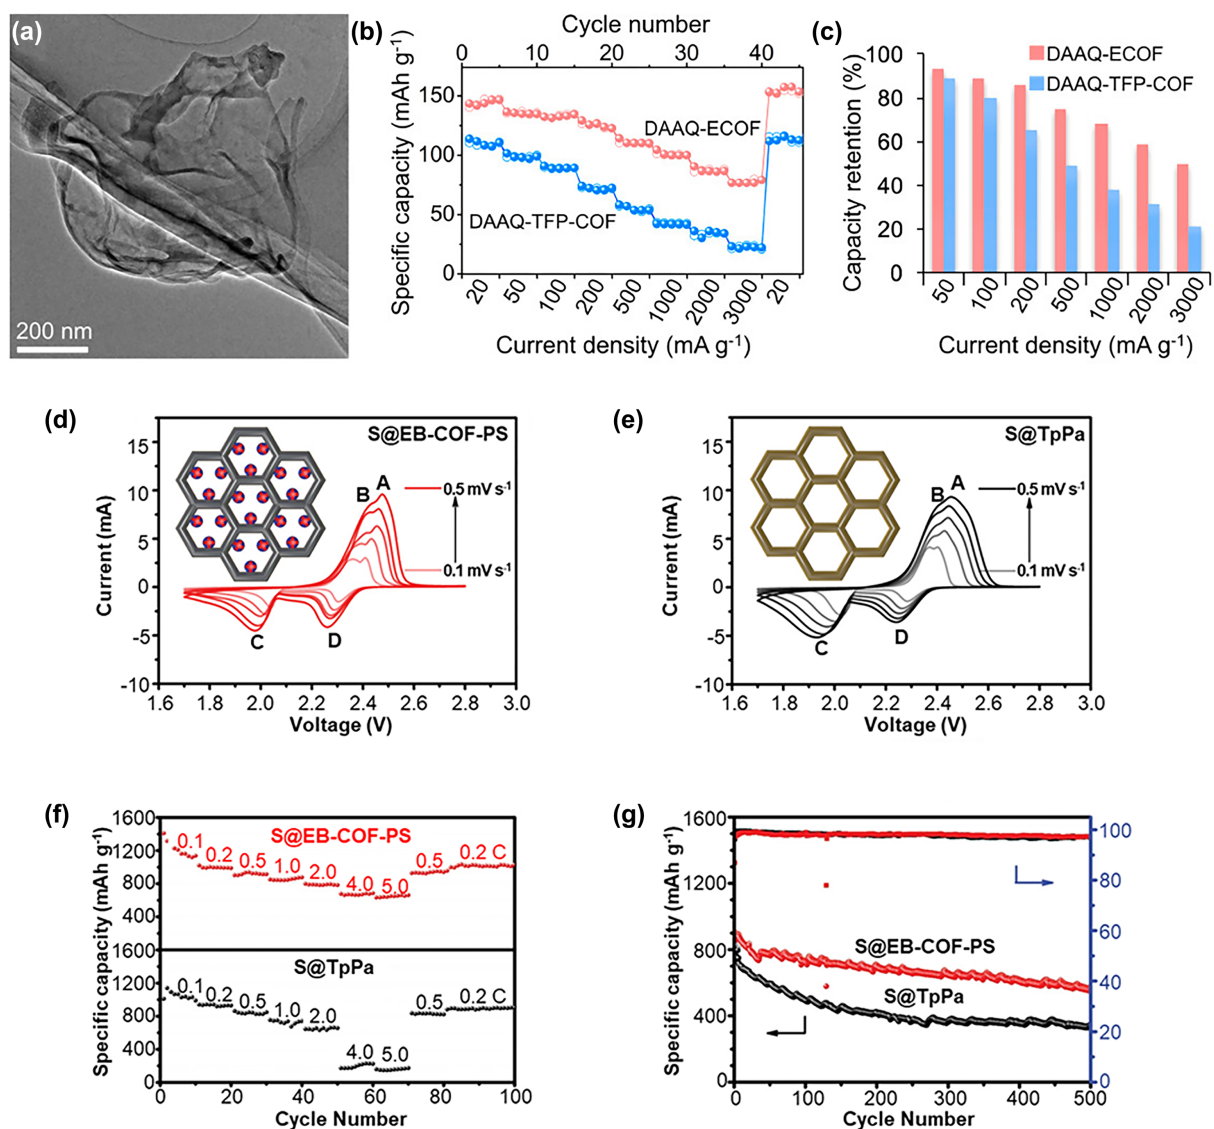 (a)
200 nm
(b)
Cycle number
0 10 20 30 40
Specific capacity (mAh g-1)
150
100
50
0
DAAQ-ECOF
DAAQ-TFP-COF
20 50 100 200 500 1000 2000 3000 20
Current density (mA g-1)
(c)
Capacity retention (%)
100
80
60
40
20
0
DAAQ-ECOF
DAAQ-TFP-COF
50 100 200 500 1000 2000 3000
Current density (mA g-1)
(d)
S@EB-COF-PS
Current (mA)
15
10
5
0
-5
-10
B A
0.5 mV s-1
0.1 mV s-1
C D
1.6 1.8 2.0 2.2 2.4 2.6 2.8 3.0
Voltage (V)
(e)
S@TpPa
Current (mA)
15
10
5
0
-5
-10
B A
0.5 mV s-1
0.1 mV s-1
C D
1.6 1.8 2.0 2.2 2.4 2.6 2.8 3.0
Voltage (V)
(f)
Specific capacity (mAh g-1)
1600
1200
800
400
S@EB-COF-PS
0.1 0.2 0.5 1.0 2.0 4.0 5.0 0.5 0.2 C
1600
1200
800
400
0
S@TpPa
0.1 0.2 0.5 1.0 2.0 4.0 5.0 0.5 0.2 C
0 20 40 60 80 100
Cycle Number
(g)
Specific capacity (mAh g-1)
1600
1200
800
400
0
S@EB-COF-PS
S@TpPa
100
80
60
40
20
0
0 100 200 300 400 500
Cycle Number